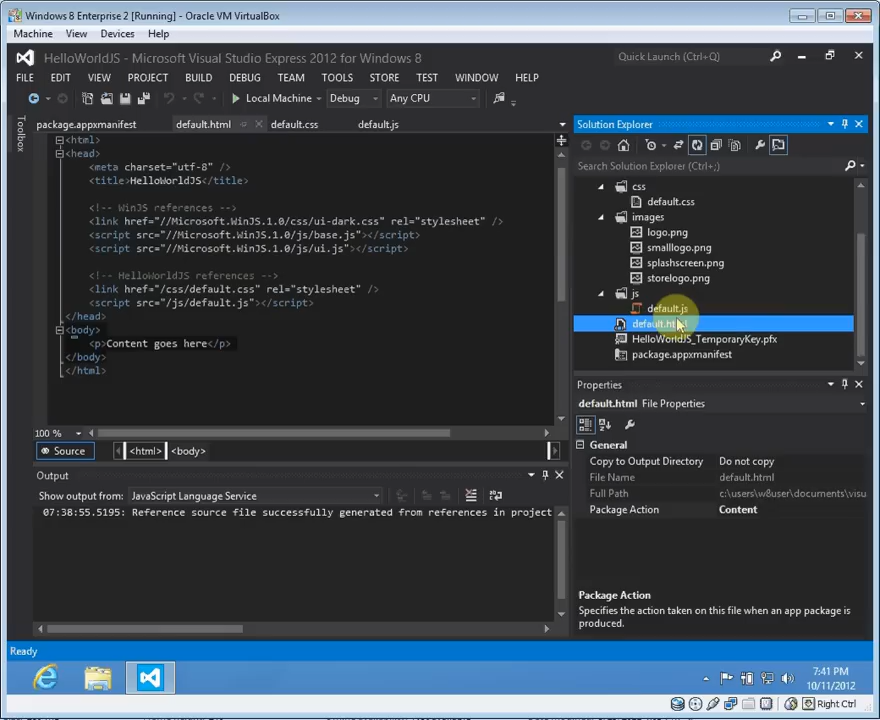 Windows 8 Enterprise 2 [Running] - Oracle VM VirtualBox
Machine View Devices Help
HelloWorldJS - Microsoft Visual Studio Express 2012 for Windows 8
Quick Launch (Ctrl+Q)
FILE EDIT VIEW PROJECT BUILD DEBUG TEAM TOOLS STORE TEST WINDOW HELP
Local Machine Debug Any CPU
Toolbox
package.appxmanifest default.html default.css default.js
<html>
<head>
<meta charset="utf-8" />
<title>HelloWorldJS</title>
<!-- WinJS references -->
<link href="//Microsoft.WinJS.1.0/css/ui-dark.css" rel="stylesheet" />
<script src="//Microsoft.WinJS.1.0/js/base.js"></script>
<script src="//Microsoft.WinJS.1.0/js/ui.js"></script>
<!-- HelloWorldJS references -->
<link href="/css/default.css" rel="stylesheet" />
<script src="/js/default.js"></script>
</head>
<body>
<p>Content goes here</p>
</body>
</html>
100 %
Source <html> <body>
Output
Show output from: JavaScript Language Service
07:38:55.5195: Reference source file successfully generated from references in project
Solution Explorer
Search Solution Explorer (Ctrl+;)
css
default.css
images
logo.png
smalllogo.png
splashscreen.png
storelogo.png
js
default.js
default.html
HelloWorldJS_TemporaryKey.pfx
package.appxmanifest
Properties
default.html File Properties
General
Copy to Output Directory Do not copy
File Name default.html
Full Path c:\users\w8user\documents\visu
Package Action Content
Package Action
Specifies the action taken on this file when an app package is
produced.
Ready
7:41 PM
10/11/2012
Right Ctrl